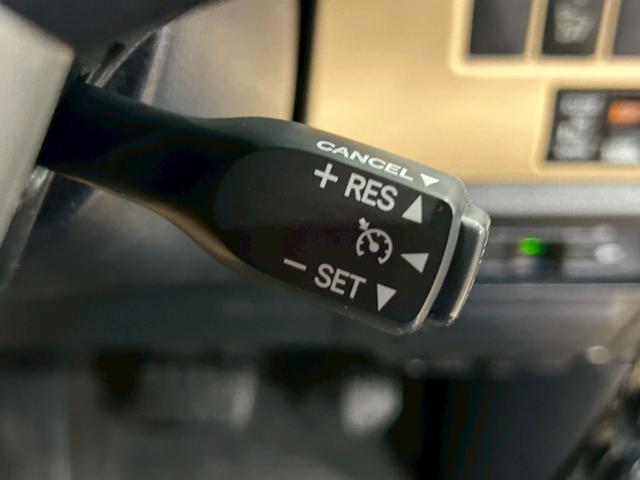 CANCEL ▼
+ RES ▲
◀
− SET ▼